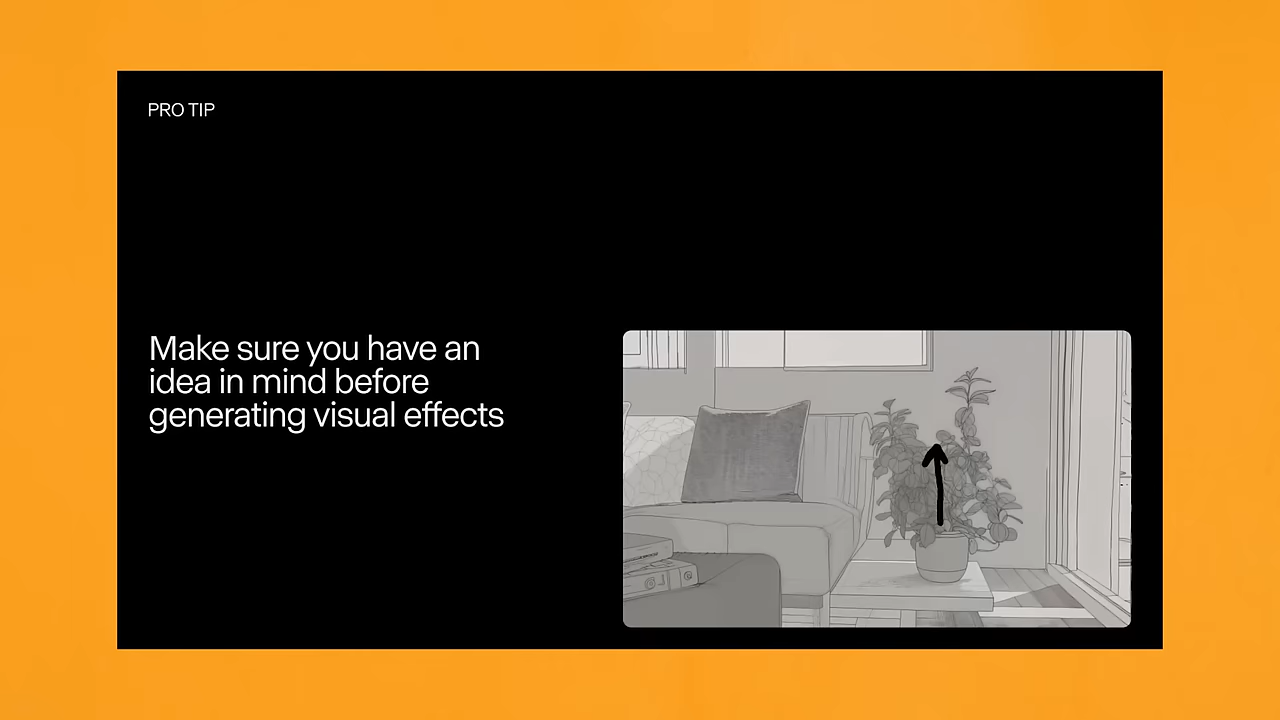 PRO TIP
Make sure you have an
idea in mind before
generating visual effects